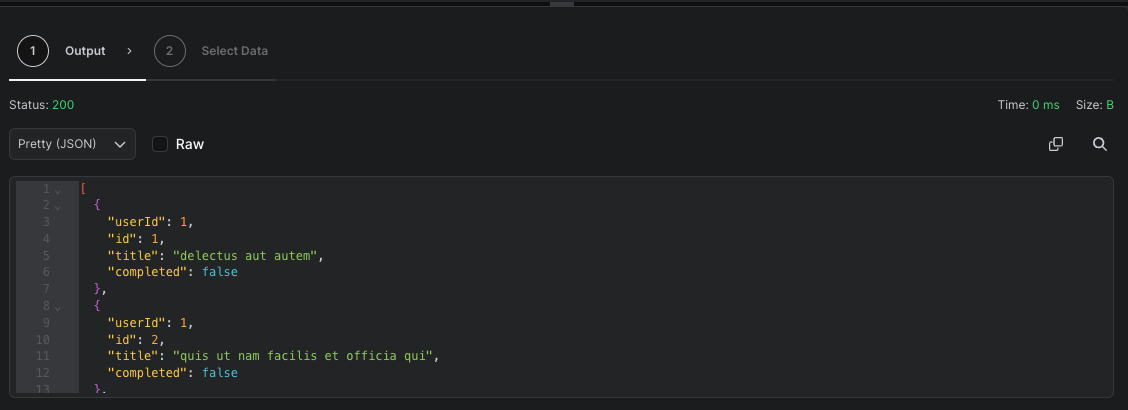 1 Output > 2 Select Data
Status: 200 Time: 0 ms Size: B
Pretty (JSON) Raw
1 [
2 {
3 "userId": 1,
4 "id": 1,
5 "title": "delectus aut autem",
6 "completed": false
7 },
8 {
9 "userId": 1,
10 "id": 2,
11 "title": "quis ut nam facilis et officia qui",
12 "completed": false
13 },